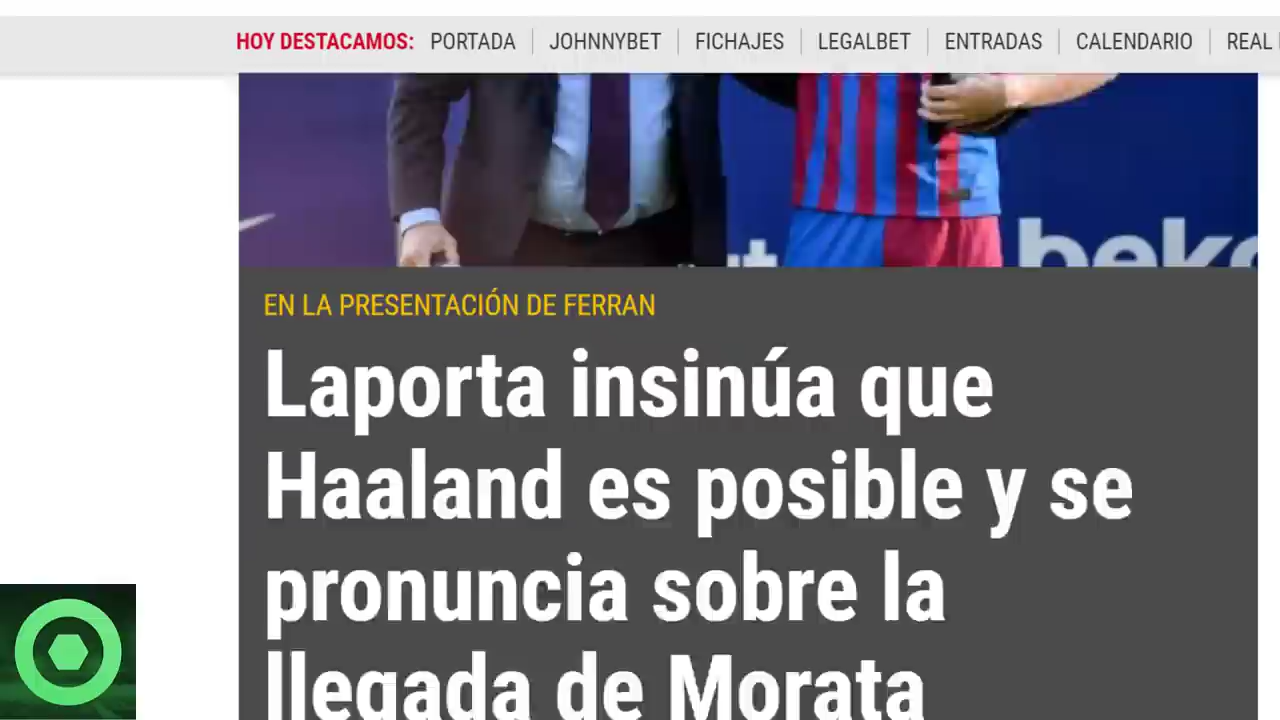 HOY DESTACAMOS: PORTADA JOHNNYBET FICHAJES LEGALBET ENTRADAS CALENDARIO REAL
beko
EN LA PRESENTACIÓN DE FERRAN
Laporta insinúa que
Haaland es posible y se
pronuncia sobre la
llegada de Morata